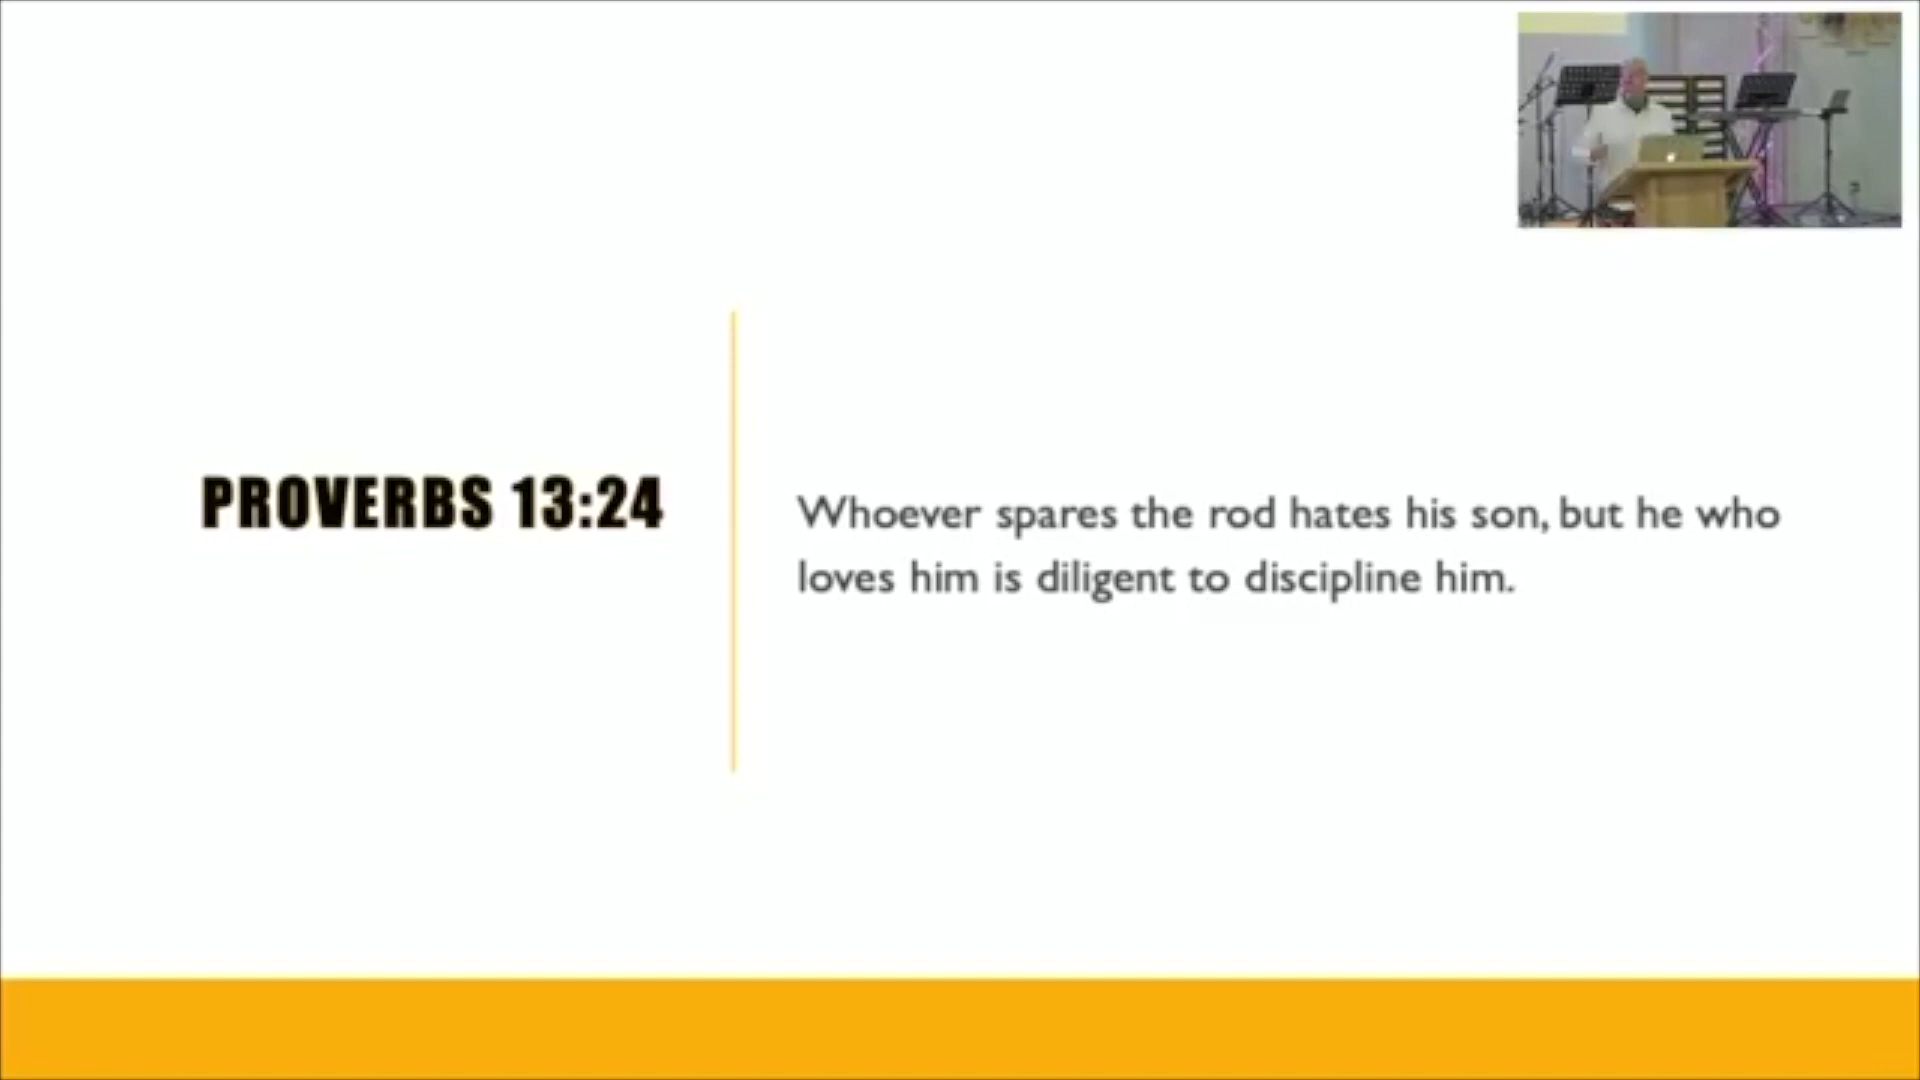 PROVERBS 13:24
Whoever spares the rod hates his son, but he who
loves him is diligent to discipline him.